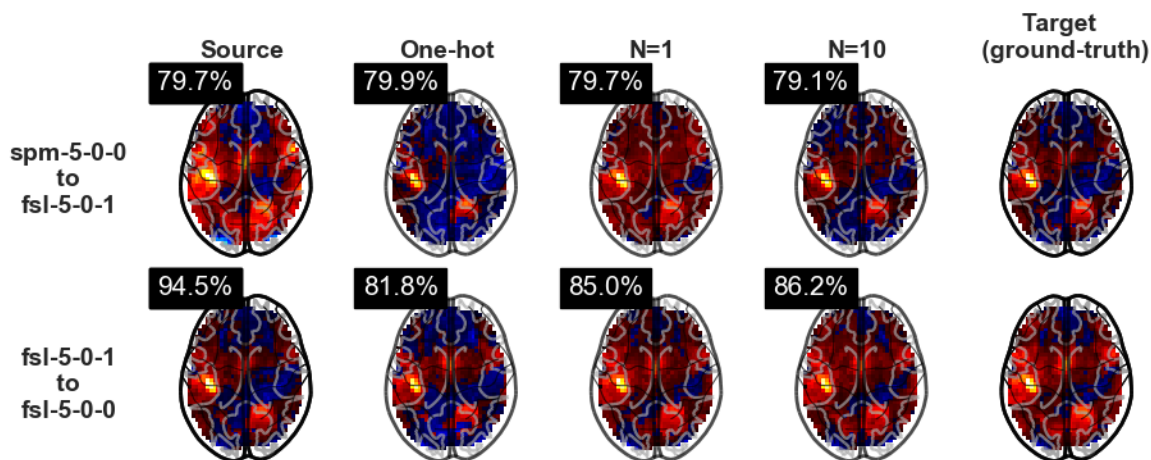 Source One-hot N=1 N=10 Target
(ground-truth)
79.7% 79.9% 79.7% 79.1%
spm-5-0-0
to
fsl-5-0-1
94.5% 81.8% 85.0% 86.2%
fsl-5-0-1
to
fsl-5-0-0